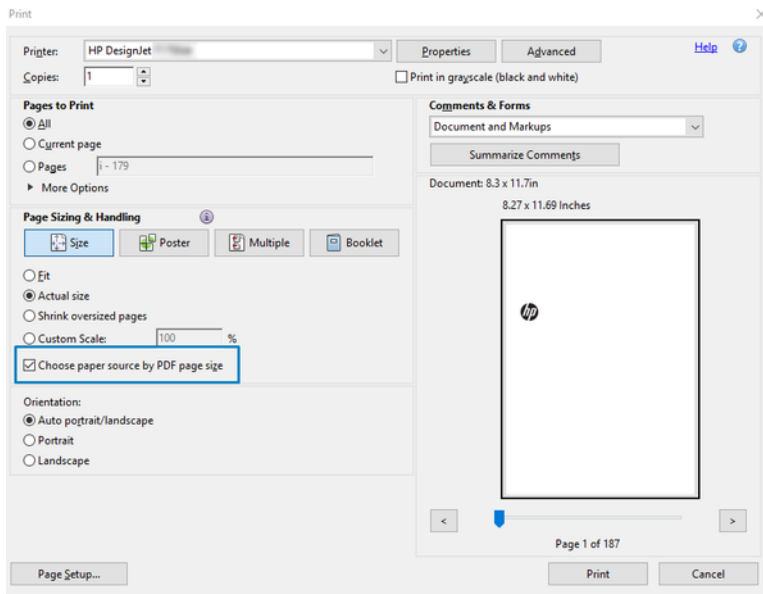 Print
Printer: HP DesignJet Properties Advanced Help
Copies: 1 Print in grayscale (black and white)
Pages to Print
All
Current page
Pages i - 179
More Options
Comments & Forms
Document and Markups
Summarize Comments
Page Sizing & Handling
Size Poster Multiple Booklet
Fit
Actual size
Shrink oversized pages
Custom Scale: 100 %
Choose paper source by PDF page size
Orientation:
Auto portrait/landscape
Portrait
Landscape
Document: 8.3 x 11.7in
8.27 x 11.69 Inches
hp
< >
Page 1 of 187
Page Setup... Print Cancel